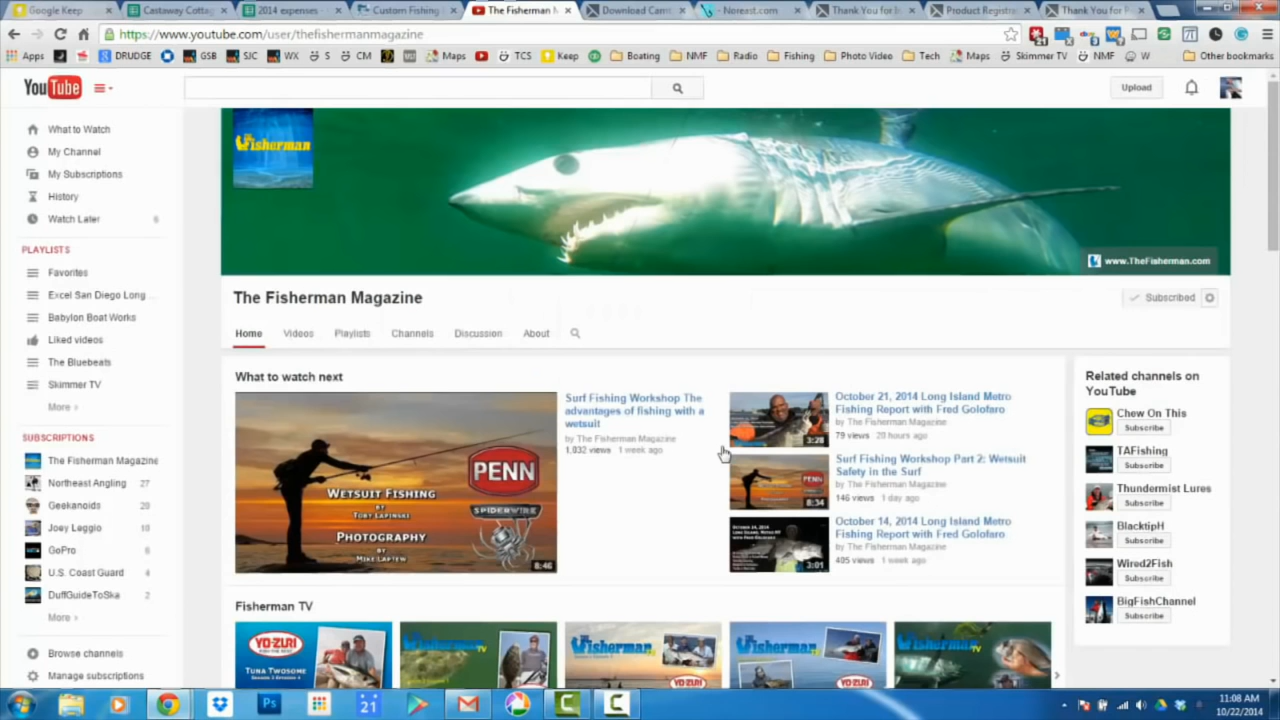 Google Keep
Castaway Cotta
2014 expenses -
Custom Fishing
The Fisherman M
Download Camt
- Noreast.com
Thank You for
Product Registra
Thank You for
https://www.youtube.com/user/thefishermanmagazine
Apps
DRUDGE
GSB
SJC
WX
CR
Maps
TCS
Keep
Boating
NMF
Radio
Fishing
Photo Video
Tech
Maps
Skimmer TV
NMF
W
Other bookmarks
YouTube
Upload
What to Watch
My Channel
My Subscriptions
History
Watch Later
6
PLAYLISTS
Favorites
Excel San Diego Long ...
Babylon Boat Works
Liked videos
The Bluebeats
Skimmer TV
More »
SUBSCRIPTIONS
The Fisherman Magazine
Northeast Angling 27
Geekanoids
Joey Leggio
GoPro
U.S. Coast Guard 4
DuffGuideToSka 2
More »
Browse channels
Manage subscriptions
The Fisherman
www.TheFisherman.com
The Fisherman Magazine
Subscribed
Home
Videos
Playlists
Channels
Discussion
About
What to watch next
WETSUIT FISHING
BY
TOBY LAPINSKI
PHOTOGRAPHY
BY
MIKE LAPTEW
PENN
SPIDERWIRE
8:46
Surf Fishing Workshop The
advantages of fishing with a
wetsuit
by The Fisherman Magazine
1,032 views 1 week ago
3:28
October 21, 2014 Long Island Metro
Fishing Report with Fred Golofaro
by The Fisherman Magazine
79 views 20 hours ago
PENN
8:34
Surf Fishing Workshop Part 2: Wetsuit
Safety in the Surf
by The Fisherman Magazine
146 views 1 day ago
3:01
October 14, 2014 Long Island Metro
Fishing Report with Fred Golofaro
by The Fisherman Magazine
495 views 1 week ago
Related channels on
YouTube
Chew On This
Subscribe
TAFishing
Subscribe
Thundermist Lures
Subscribe
BlacktipH
Subscribe
Wired2Fish
Subscribe
BigFishChannel
Subscribe
Fisherman TV
YO-ZURI
TUNA TWOSOME
Fisherman
Fisherman
YO-ZURI
Fisherman
YO-ZURI
Fisherman
Ps
21
11:08 AM
10/22/2014